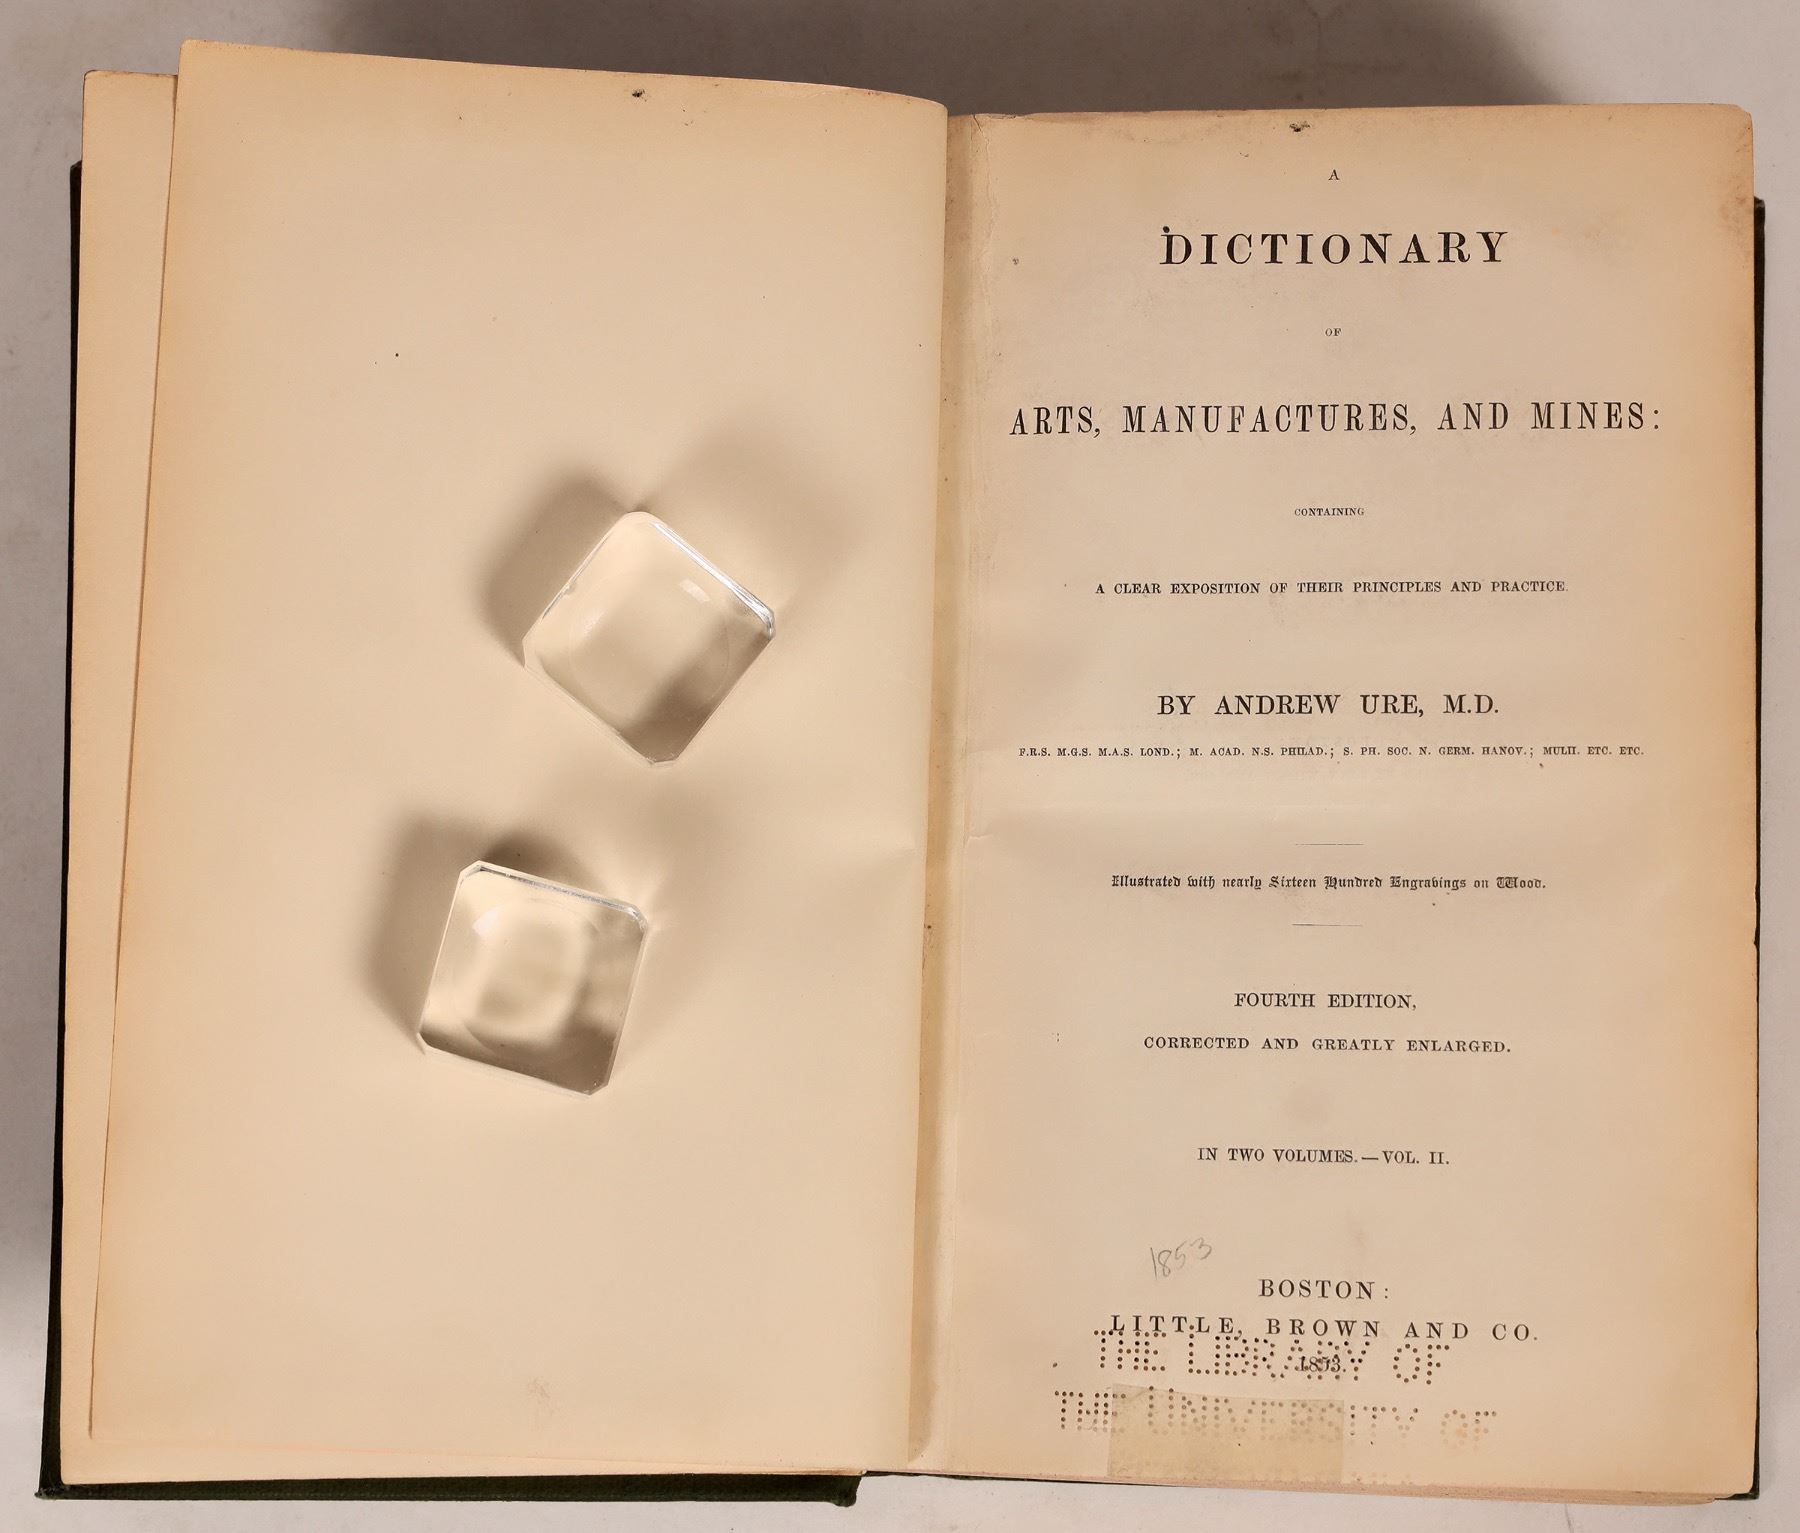 A
DICTIONARY
OF
ARTS, MANUFACTURES, AND MINES:
CONTAINING
A CLEAR EXPOSITION OF THEIR PRINCIPLES AND PRACTICE.
BY ANDREW URE, M.D.
F.R.S. M.G.S. M.A.S. LOND.; M. ACAD. N.S. PHILAD.; S. PH. SOC. N. GERM. HANOV.; MULII. ETC. ETC.
Illustrated with nearly Sixteen Hundred Engravings on Wood.
FOURTH EDITION,
CORRECTED AND GREATLY ENLARGED.
IN TWO VOLUMES.—VOL. II.
1853
BOSTON:
LITTLE, BROWN AND CO.
1853.
THE LIBRARY OF
THE UNIVERSITY OF